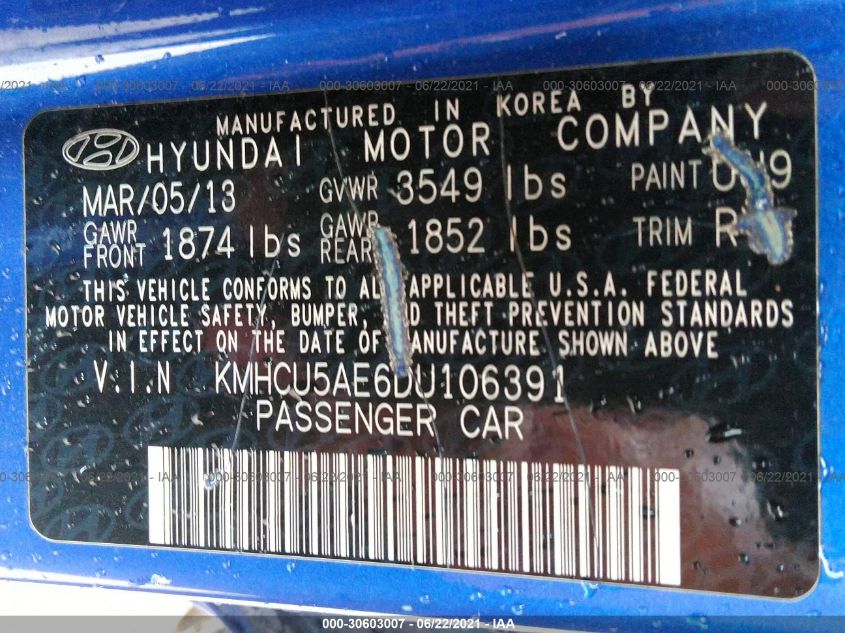 000-30603007 - 06/22/2021 - IAA
MANUFACTURED IN KOREA BY
HYUNDAI MOTOR COMPANY
MAR/05/13 GVWR 3549 lbs PAINT
GAWR FRONT 1874 lbs GAWR REAR 1852 lbs TRIM
THIS VEHICLE CONFORMS TO APPLICABLE U.S.A. FEDERAL
MOTOR VEHICLE SAFETY, BUMPER, THEFT PREVENTION STANDARDS
IN EFFECT ON THE DATE OF MANUFACTURE SHOWN ABOVE
V.I.N KMHCU5AE6DU106391
PASSENGER CAR
000-30603007 - 06/22/2021 - IAA